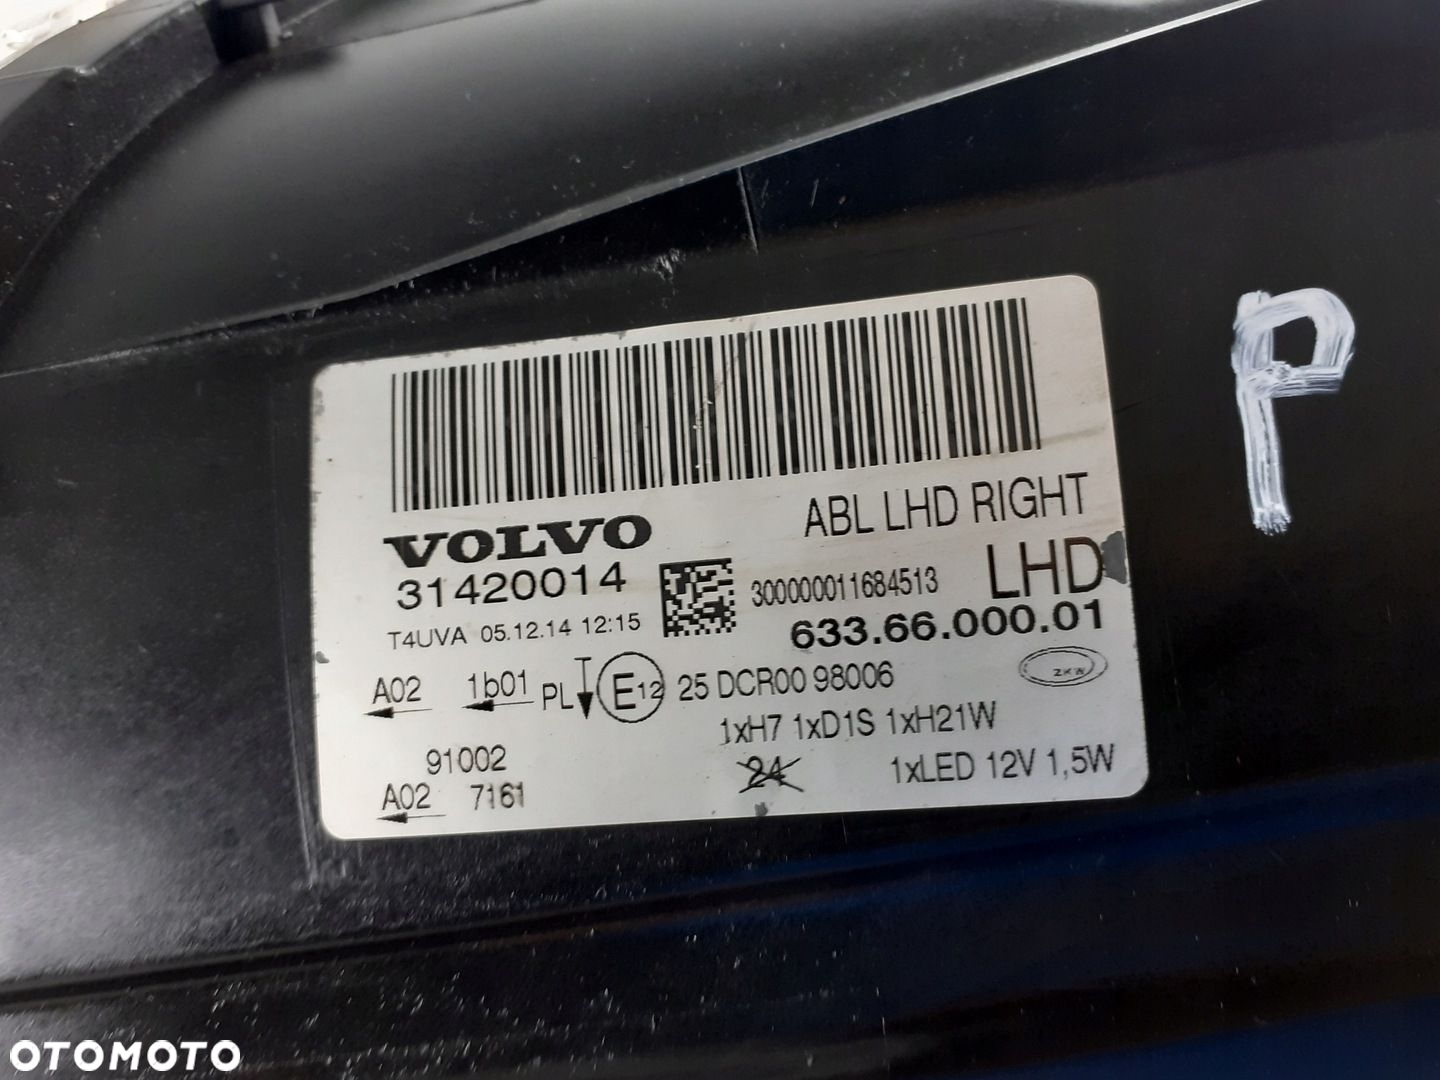 ABL LHD RIGHT
VOLVO
31420014
300000011684513
LHD
T4UVA 05.12.14 12:15
633.66.000.01
A02 1b01 PL E12 25 DCR00 98006
ZKW
1xH7 1xD1S 1xH21W
91002
24
1xLED 12V 1,5W
A02 7161
P
OTOMOTO